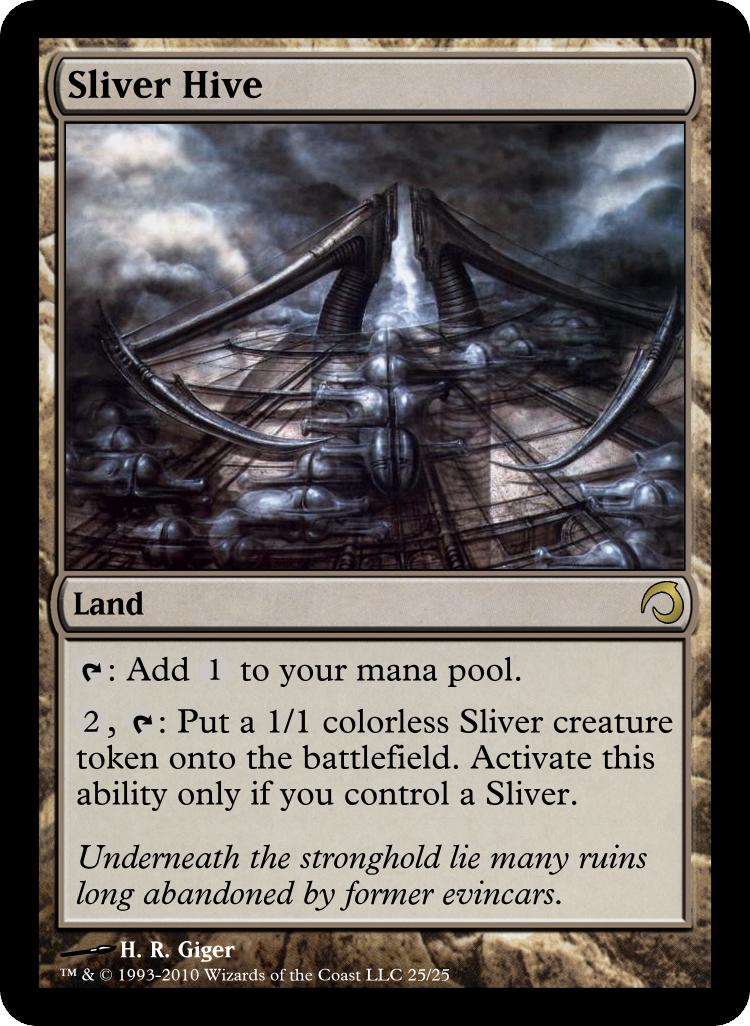 Sliver Hive
Land
: Add 1 to your mana pool.
2, : Put a 1/1 colorless Sliver creature
token onto the battlefield. Activate this
ability only if you control a Sliver.
Underneath the stronghold lie many ruins
long abandoned by former evincars.
H. R. Giger
™ & © 1993-2010 Wizards of the Coast LLC 25/25